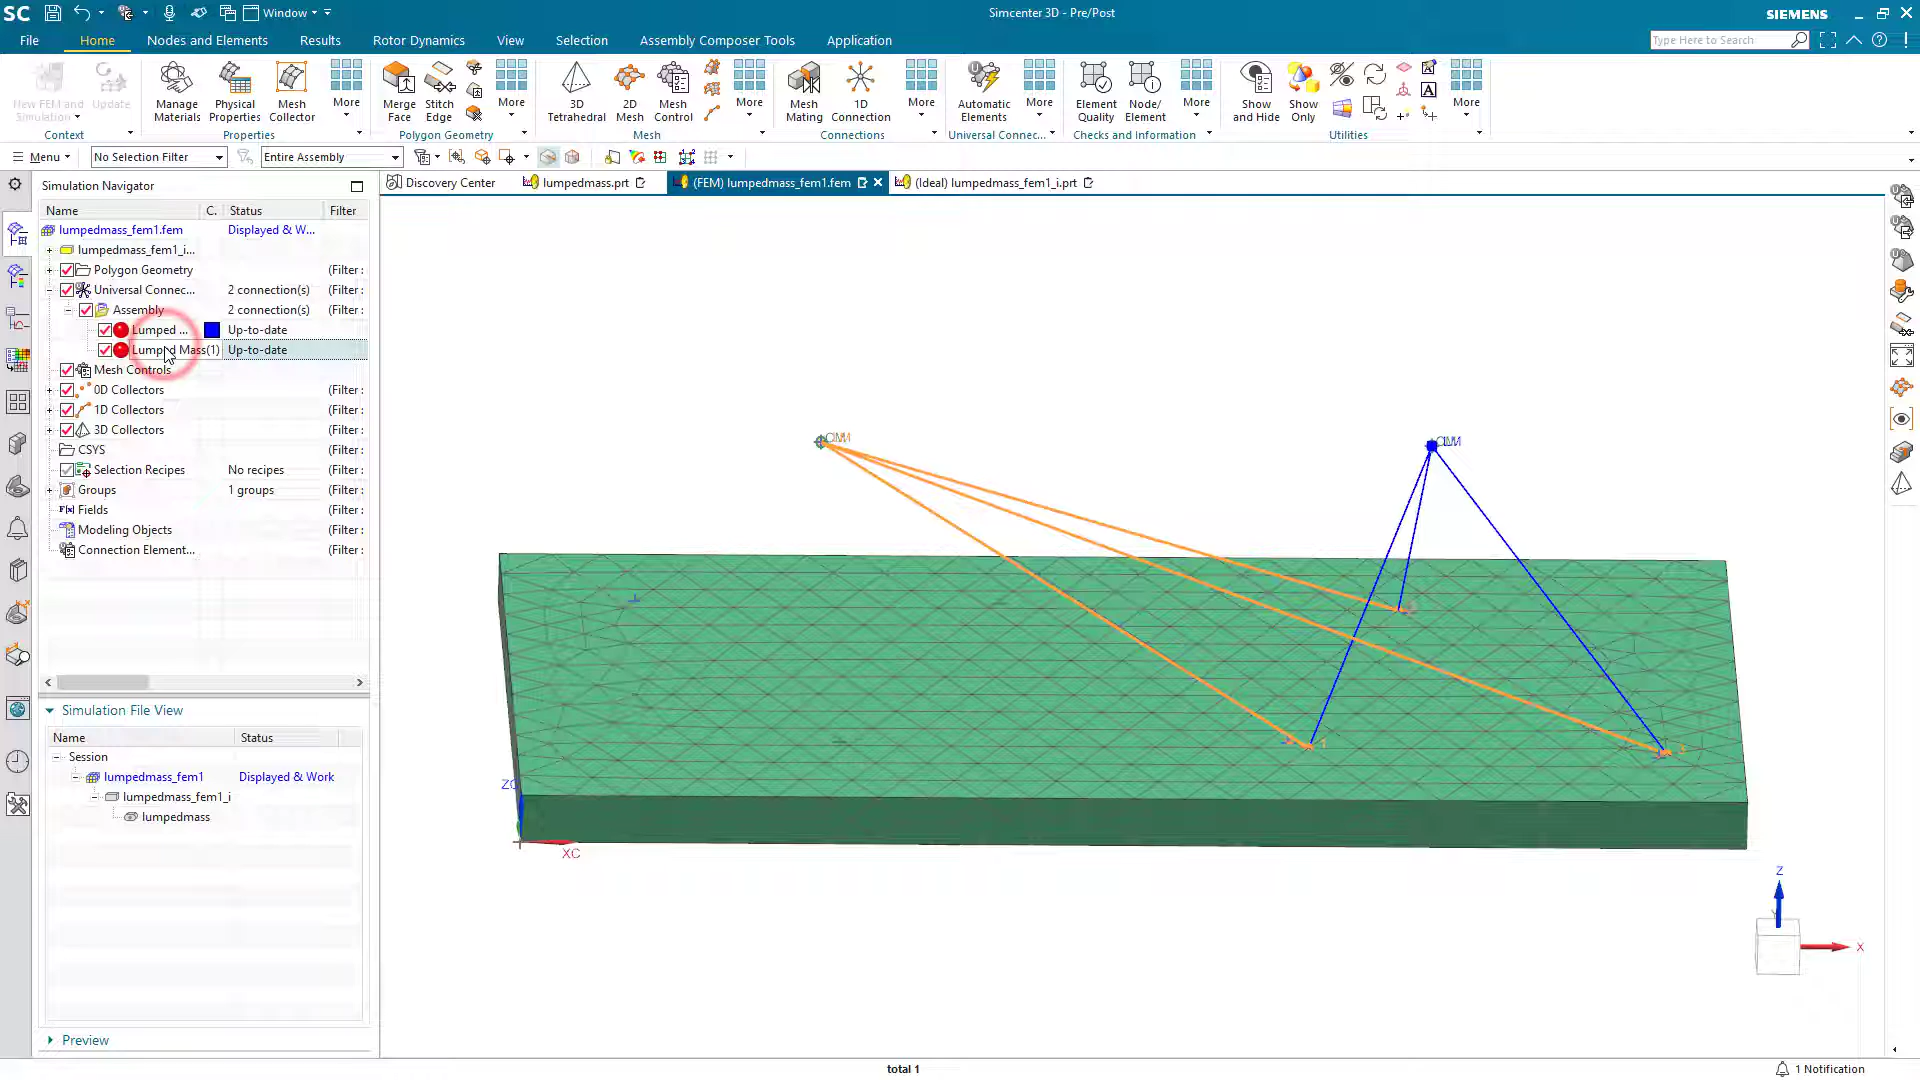 SC Window Simcenter 3D - Pre/Post SIEMENS
File Home Nodes and Elements Results Rotor Dynamics View Selection Assembly Composer Tools Application Type Here to Search
New FEM and Simulation Update Manage Materials Physical Properties Mesh Collector More Merge Face Stitch Edge More 3D Tetrahedral 2D Mesh Mesh Control More Mesh Mating 1D Connection More Automatic Elements More Element Quality Node/Element More Show and Hide Show Only More
Context Properties Polygon Geometry Mesh Connections Universal Connec... Checks and Information Utilities
Menu No Selection Filter Entire Assembly
Simulation Navigator Discovery Center lumpedmass.prt (FEM) lumpedmass_fem1.fem (Ideal) lumpedmass_fem1_i.prt
Name C. Status Filter
lumpedmass_fem1.fem Displayed & W...
lumpedmass_fem1_i...
Polygon Geometry (Filter :
Universal Connec... 2 connection(s) (Filter :
Assembly 2 connection(s) (Filter :
Lumped ... Up-to-date
Lumped Mass(1) Up-to-date
Mesh Controls (Filter :
0D Collectors (Filter :
1D Collectors (Filter :
3D Collectors (Filter :
CSYS (Filter :
Selection Recipes No recipes (Filter :
Groups 1 groups (Filter :
Fields (Filter :
Modeling Objects (Filter :
Connection Element... (Filter :
1
3
ZC
XC
Z
X
Simulation File View
Name Status
Session
lumpedmass_fem1 Displayed & Work
lumpedmass_fem1_i
lumpedmass
Preview
total 1 1 Notification